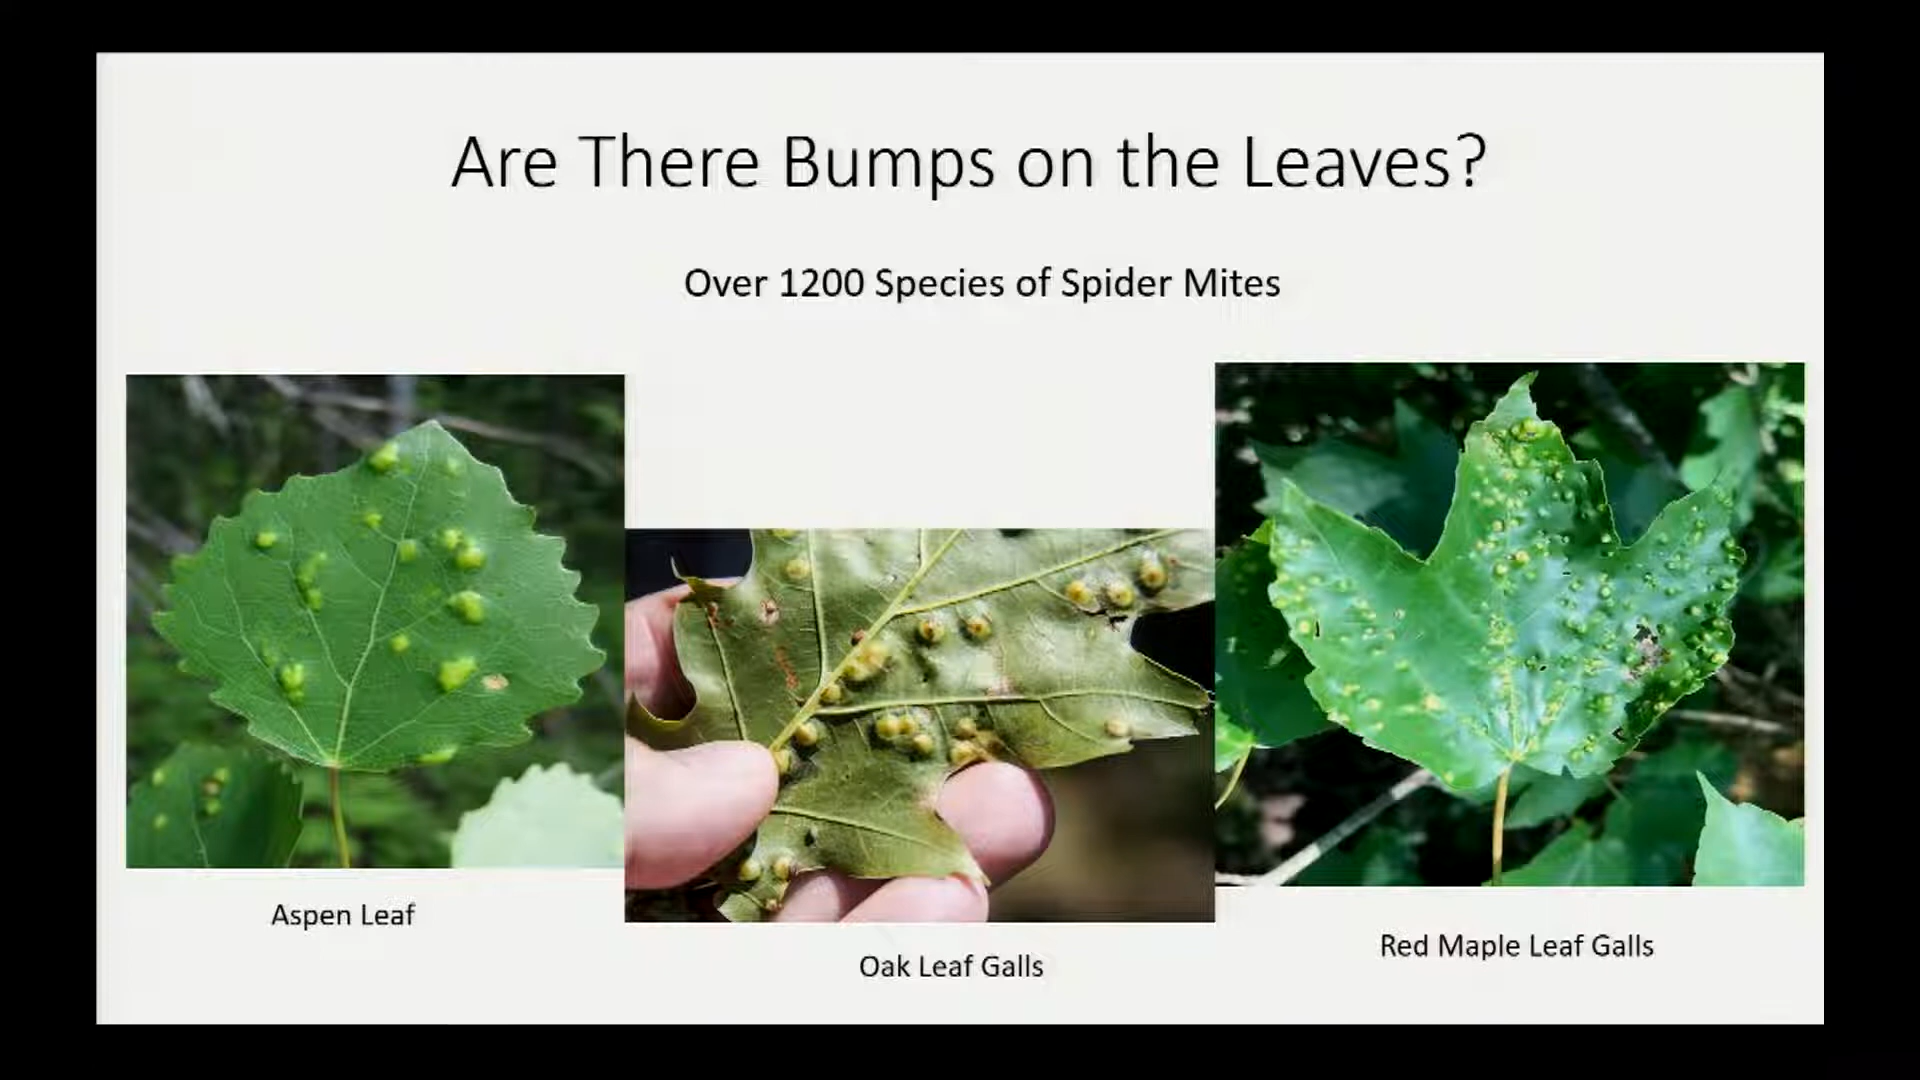 Are There Bumps on the Leaves?
Over 1200 Species of Spider Mites
Aspen Leaf
Oak Leaf Galls
Red Maple Leaf Galls